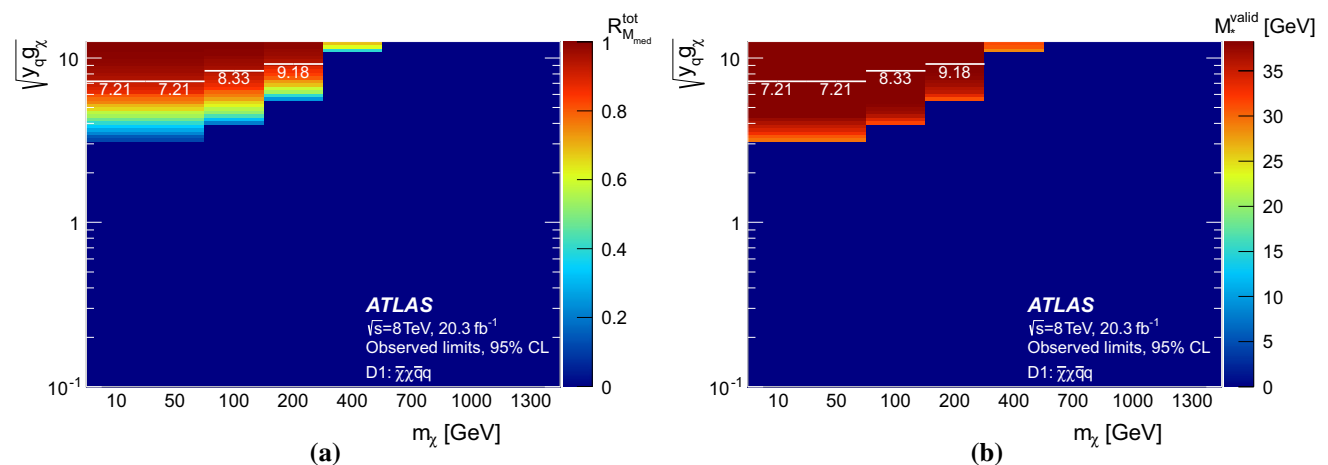 √y_q g_χ
10
1
10^-1
7.21
7.21
8.33
9.18
ATLAS
√s=8 TeV, 20.3 fb^-1
Observed limits, 95% CL
D1: χ̄χq̄q
10 50 100 200 400 700 1000 1300
m_χ [GeV]
R^tot_M_med
1
0.8
0.6
0.4
0.2
0
(a)
√y_q g_χ
10
1
10^-1
7.21
7.21
8.33
9.18
ATLAS
√s=8 TeV, 20.3 fb^-1
Observed limits, 95% CL
D1: χ̄χq̄q
10 50 100 200 400 700 1000 1300
m_χ [GeV]
M_*^valid [GeV]
35
30
25
20
15
10
5
0
(b)